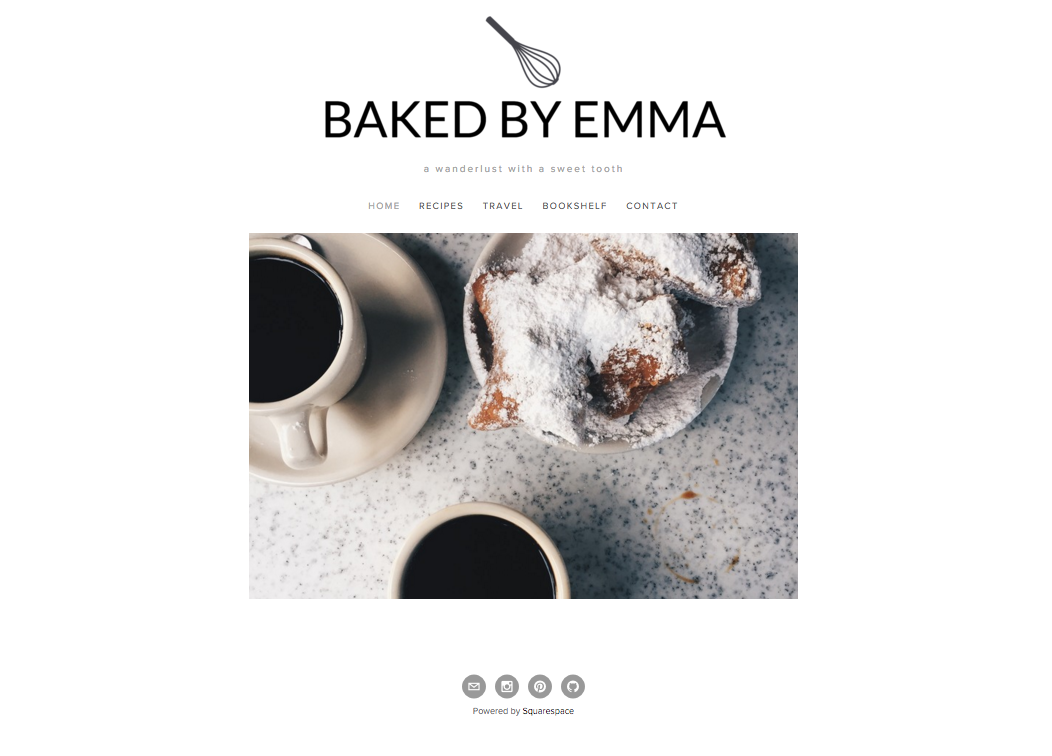 BAKED BY EMMA
a wanderlust with a sweet tooth
HOME RECIPES TRAVEL BOOKSHELF CONTACT
Powered by Squarespace